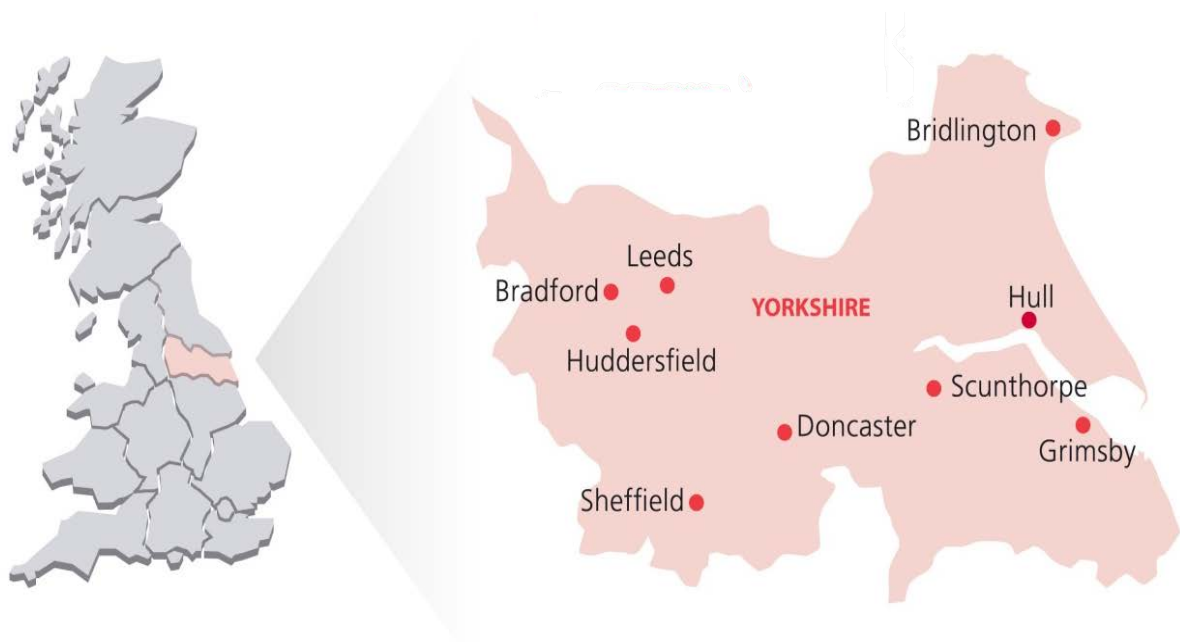 Bridlington
Leeds
Bradford
Hull
YORKSHIRE
Huddersfield
Scunthorpe
Doncaster
Grimsby
Sheffield